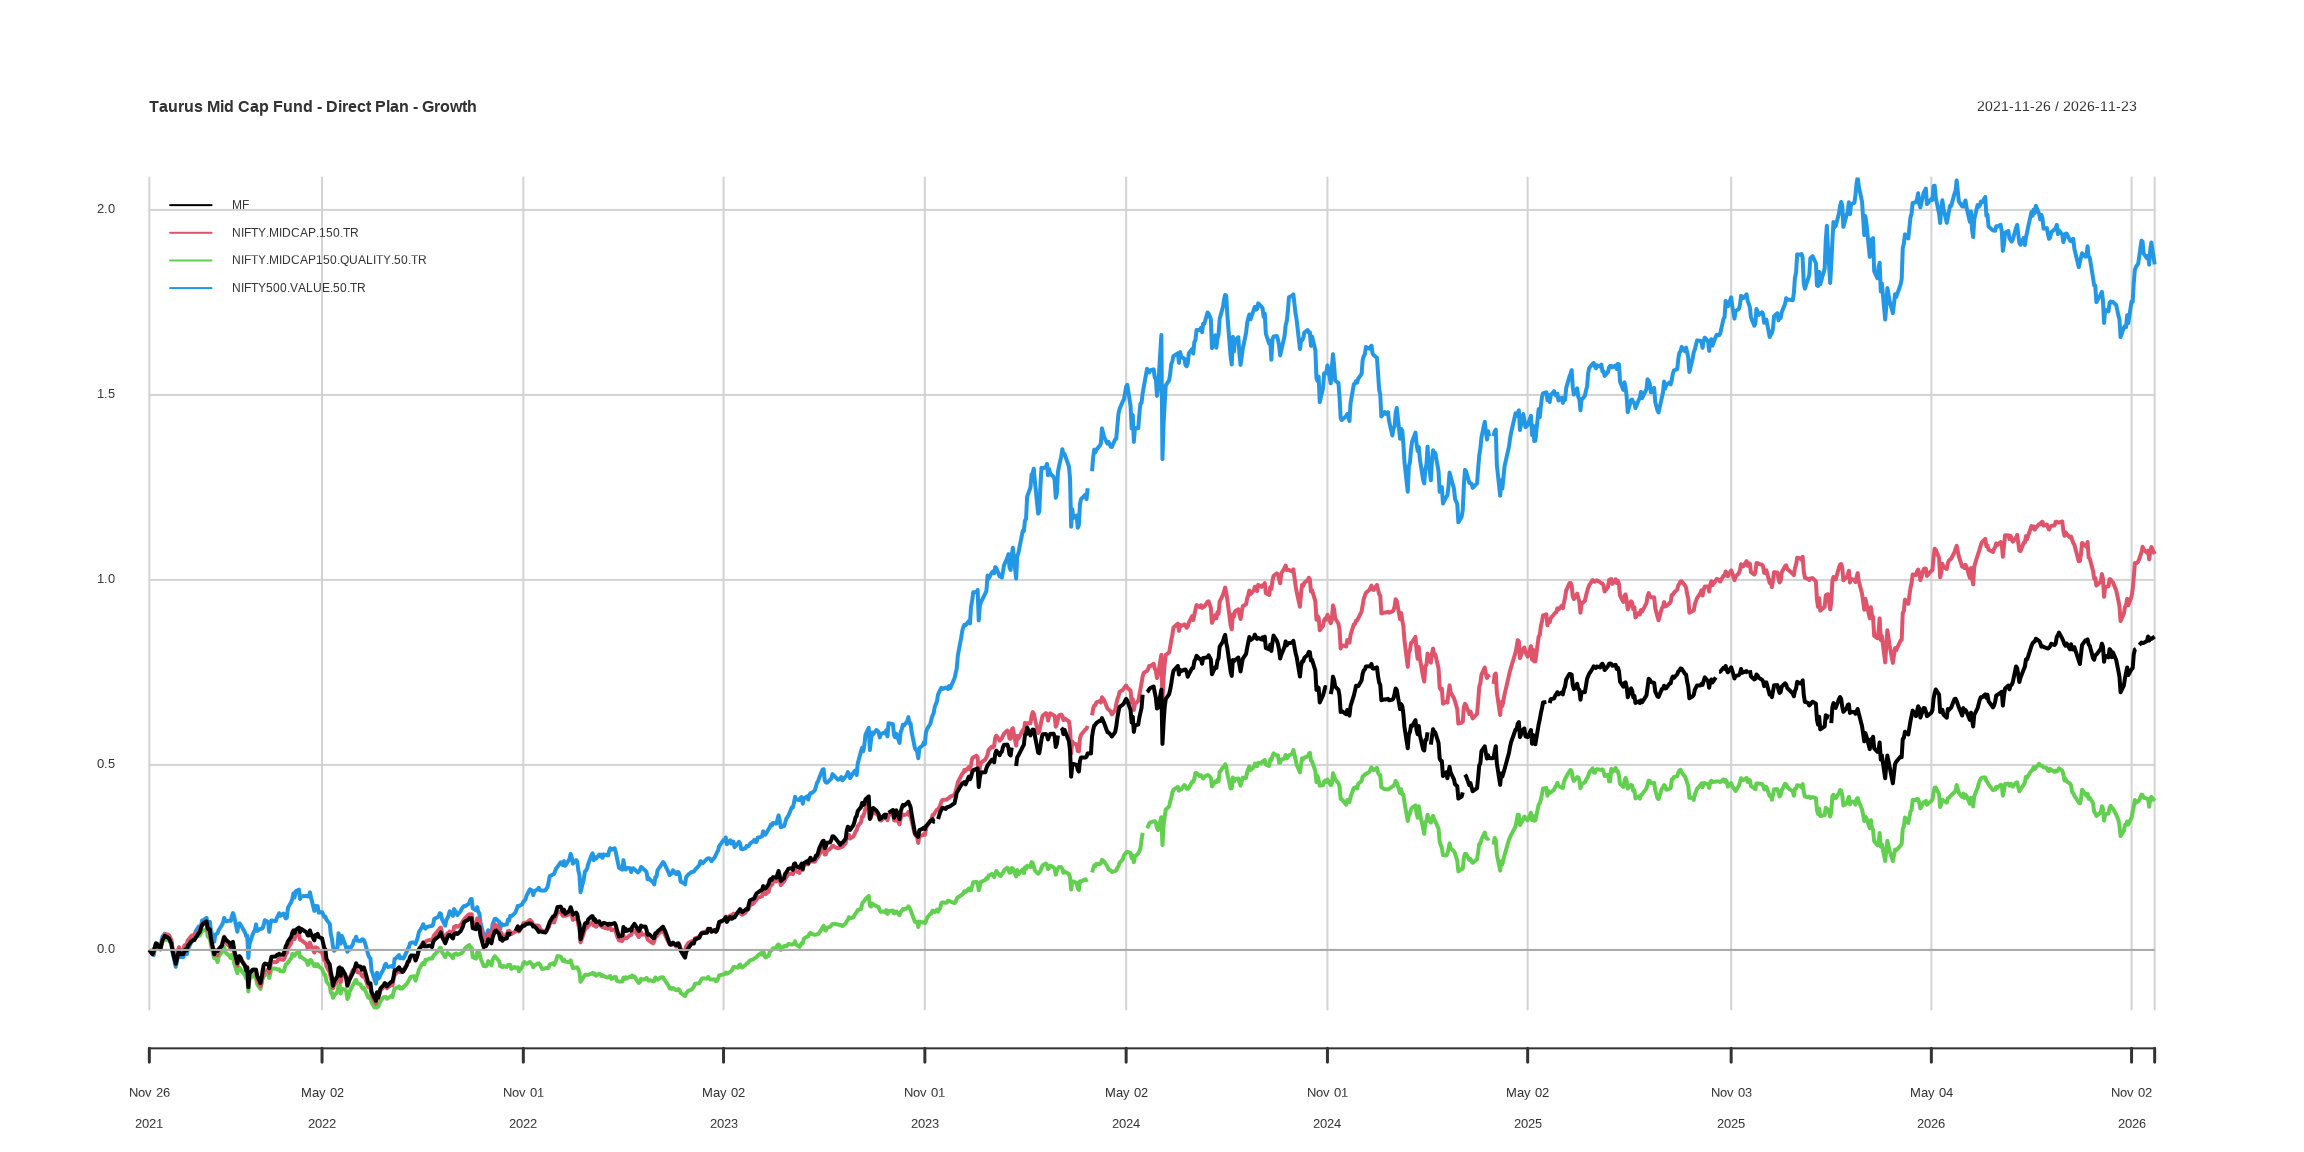 Taurus Mid Cap Fund - Direct Plan - Growth
2021-11-26 / 2026-11-23
MF
NIFTY.MIDCAP.150.TR
NIFTY.MIDCAP150.QUALITY.50.TR
NIFTY500.VALUE.50.TR
2.0
1.5
1.0
0.5
0.0
Nov 26 May 02 Nov 01 May 02 Nov 01 May 02 Nov 01 May 02 Nov 03 May 04 Nov 02
2021 2022 2022 2023 2023 2024 2024 2025 2025 2026 2026